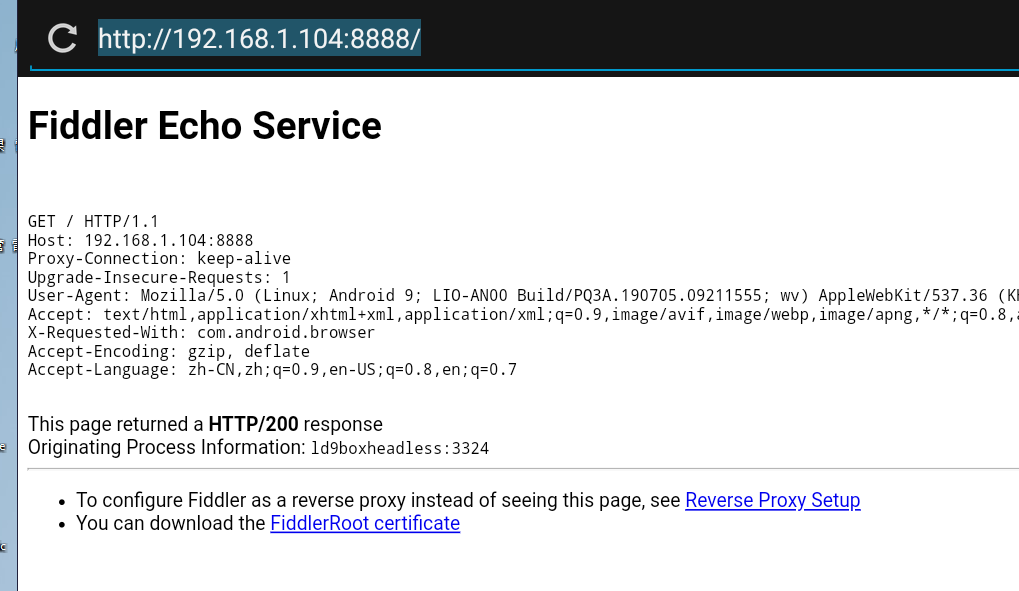 http://192.168.1.104:8888/
Fiddler Echo Service
GET / HTTP/1.1
Host: 192.168.1.104:8888
Proxy-Connection: keep-alive
Upgrade-Insecure-Requests: 1
User-Agent: Mozilla/5.0 (Linux; Android 9; LIO-AN00 Build/PQ3A.190705.09211555; wv) AppleWebKit/537.36
Accept: text/html,application/xhtml+xml,application/xml;q=0.9,image/avif,image/webp,image/apng,*/*;q=0.8,
X-Requested-With: com.android.browser
Accept-Encoding: gzip, deflate
Accept-Language: zh-CN,zh;q=0.9,en-US;q=0.8,en;q=0.7
This page returned a HTTP/200 response
Originating Process Information: ld9boxheadless:3324
• To configure Fiddler as a reverse proxy instead of seeing this page, see Reverse Proxy Setup
• You can download the FiddlerRoot certificate